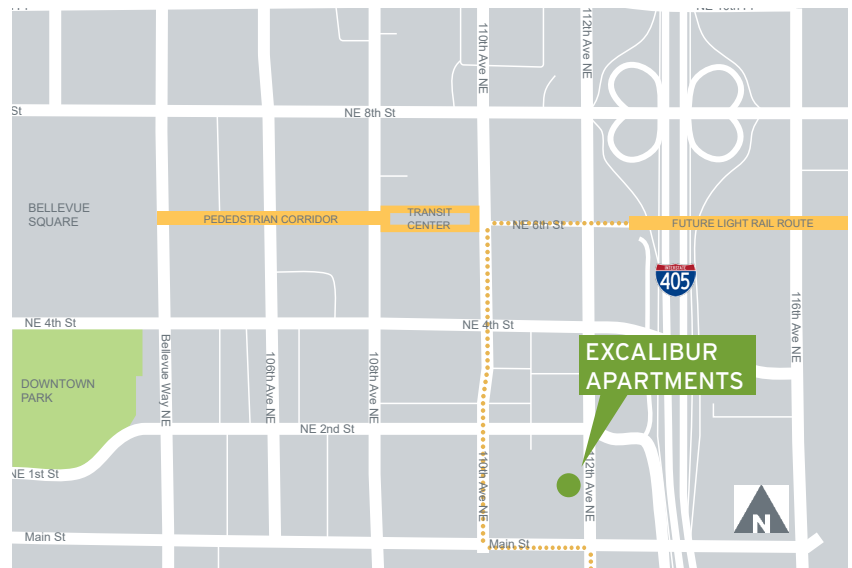 110th Ave NE
112th Ave NE
St
NE 8th St
BELLEVUE
SQUARE
PEDEDSTRIAN CORRIDOR
TRANSIT
CENTER
NE 6th St
FUTURE LIGHT RAIL ROUTE
INTERSTATE
405
116th Ave NE
NE 4th St
NE 4th St
Bellevue Way NE
106th Ave NE
108th Ave NE
EXCALIBUR
APARTMENTS
DOWNTOWN
PARK
NE 2nd St
NE 1st St
110th Ave NE
112th Ave NE
N
Main St
Main St